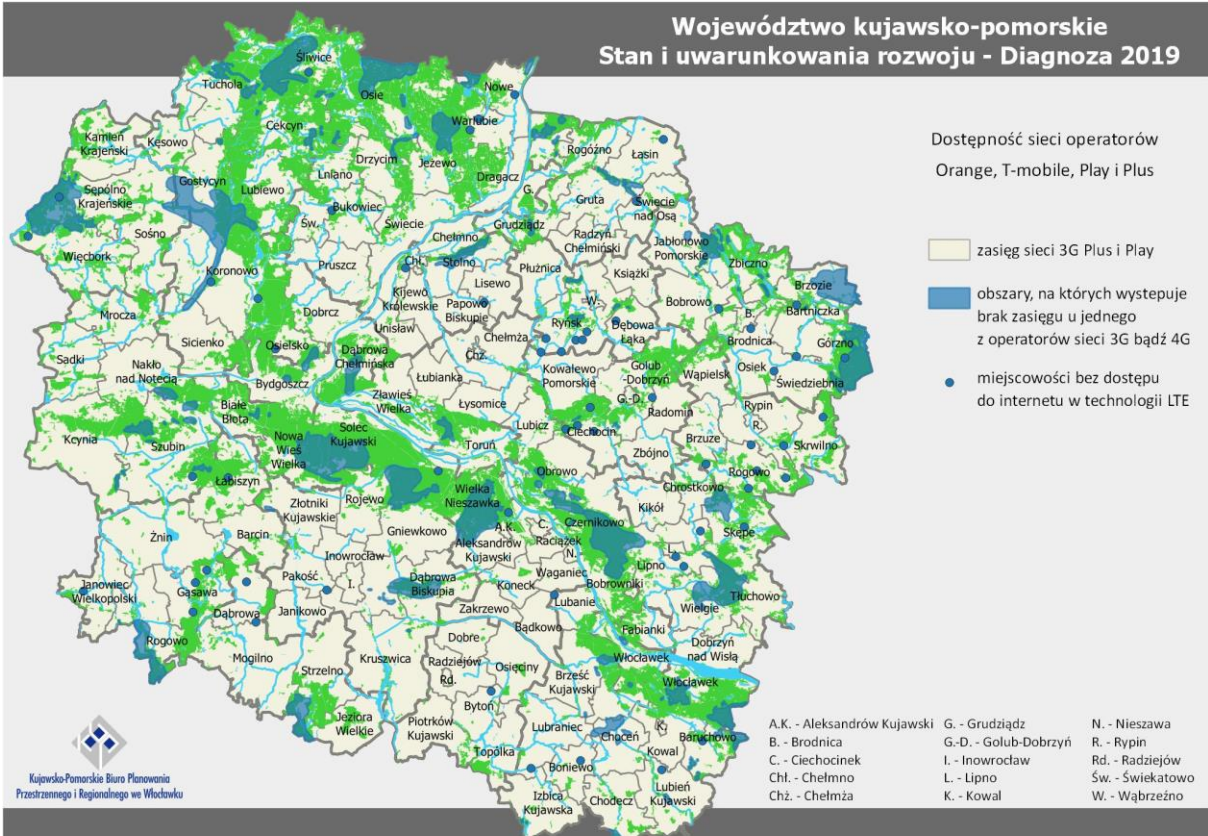 Województwo kujawsko-pomorskie
Stan i uwarunkowania rozwoju - Diagnoza 2019
Dostępność sieci operatorów
Orange, T-mobile, Play i Plus
zasięg sieci 3G Plus i Play
obszary, na których wystepuje
brak zasięgu u jednego
z operatorów sieci 3G bądź 4G
miejscowości bez dostępu
do internetu w technologii LTE
Śliwice
Tuchola
Osie
Nowe
Cekcyn
Warlubie
Kamień
Krajeński
Kęsowo
Drzycim
Jeżewo
Rogóźno
Łasin
Gostycyn
Lubiewo
Lniano
Dragacz
G.
Sępólno
Krajeńskie
Bukowiec
Gruta
Świecie
nad Osą
Sośno
Św.
Świecie
Grudziądz
Radzyń
Chełmiński
Chełmno
Jabłonowo
Pomorskie
Więcbork
Koronowo
Pruszcz
Chł.
Stolno
Płużnica
Książki
Zbiczno
Brzozie
Mrocza
Dobrcz
Kijewo
Królewskie
Lisewo
Papowo
Biskupie
W.
Bobrowo
B.
Bartniczka
Unisław
Chełmża
Ryńsk
Dębowa
Łąka
Brodnica
Górzno
Sadki
Sicienko
Osielsko
Dąbrowa
Chełmińska
Chż.
Kowalewo
Pomorskie
Golub
-Dobrzyń
Wąpielsk
Osiek
Świedziebnia
Nakło
nad Notecią
Bydgoszcz
Łubianka
G.-D.
Białe
Błota
Zławieś
Wielka
Łysomice
Radomin
Rypin
R.
Kcynia
Szubin
Nowa
Wieś
Wielka
Solec
Kujawski
Toruń
Lubicz
Ciechocin
Zbójno
Brzuze
Skrwilno
Łabiszyn
Obrowo
Rogowo
Chrostkowo
Złotniki
Kujawskie
Rojewo
Wielka
Nieszawka
Czernikowo
Kikół
Żnin
Barcin
Gniewkowo
A.K.
Aleksandrów
Kujawski
C.
Raciążek
N.
Skępe
L.
Inowrocław
Janowiec
Wielkopolski
Gąsawa
Pakość
I.
Dąbrowa
Biskupia
Koneck
Waganiec
Bobrowniki
Lipno
Tłuchowo
Dąbrowa
Janikowo
Zakrzewo
Lubanie
Wielgie
Rogowo
Bądkowo
Fabianki
Dobre
Dobrzyń
nad Wisłą
Mogilno
Strzelno
Kruszwica
Radziejów
Rd.
Osięciny
Brześć
Kujawski
Włocławek
Włocławek
Jeziora
Wielkie
Piotrków
Kujawski
Bytoń
Lubraniec
Choceń
K.
Baruchowo
Topólka
Kowal
Boniewo
Izbica
Kujawska
Chodecz
Lubień
Kujawski
A.K. - Aleksandrów Kujawski
B. - Brodnica
C. - Ciechocinek
Chł. - Chełmno
Chż. - Chełmża
G. - Grudziądz
G.-D. - Golub-Dobrzyń
I. - Inowrocław
L. - Lipno
K. - Kowal
N. - Nieszawa
R. - Rypin
Rd. - Radziejów
Św. - Świekatowo
W. - Wąbrzeźno
Kujawsko-Pomorskie Biuro Planowania
Przestrzennego i Regionalnego we Włocławku